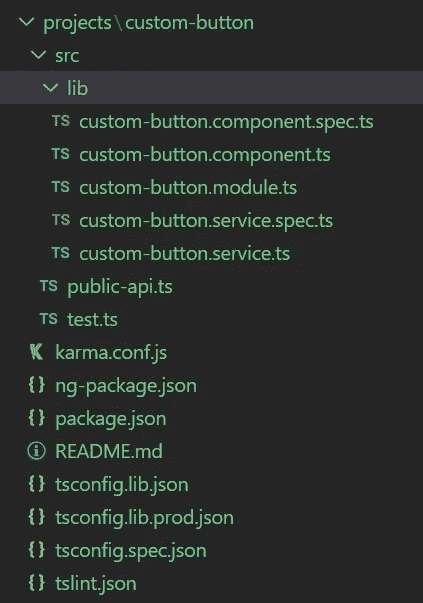 projects\custom-button
src
lib
TS custom-button.component.spec.ts
TS custom-button.component.ts
TS custom-button.module.ts
TS custom-button.service.spec.ts
TS custom-button.service.ts
TS public-api.ts
TS test.ts
K karma.conf.js
{} ng-package.json
{} package.json
README.md
{} tsconfig.lib.json
{} tsconfig.lib.prod.json
{} tsconfig.spec.json
{} tslint.json